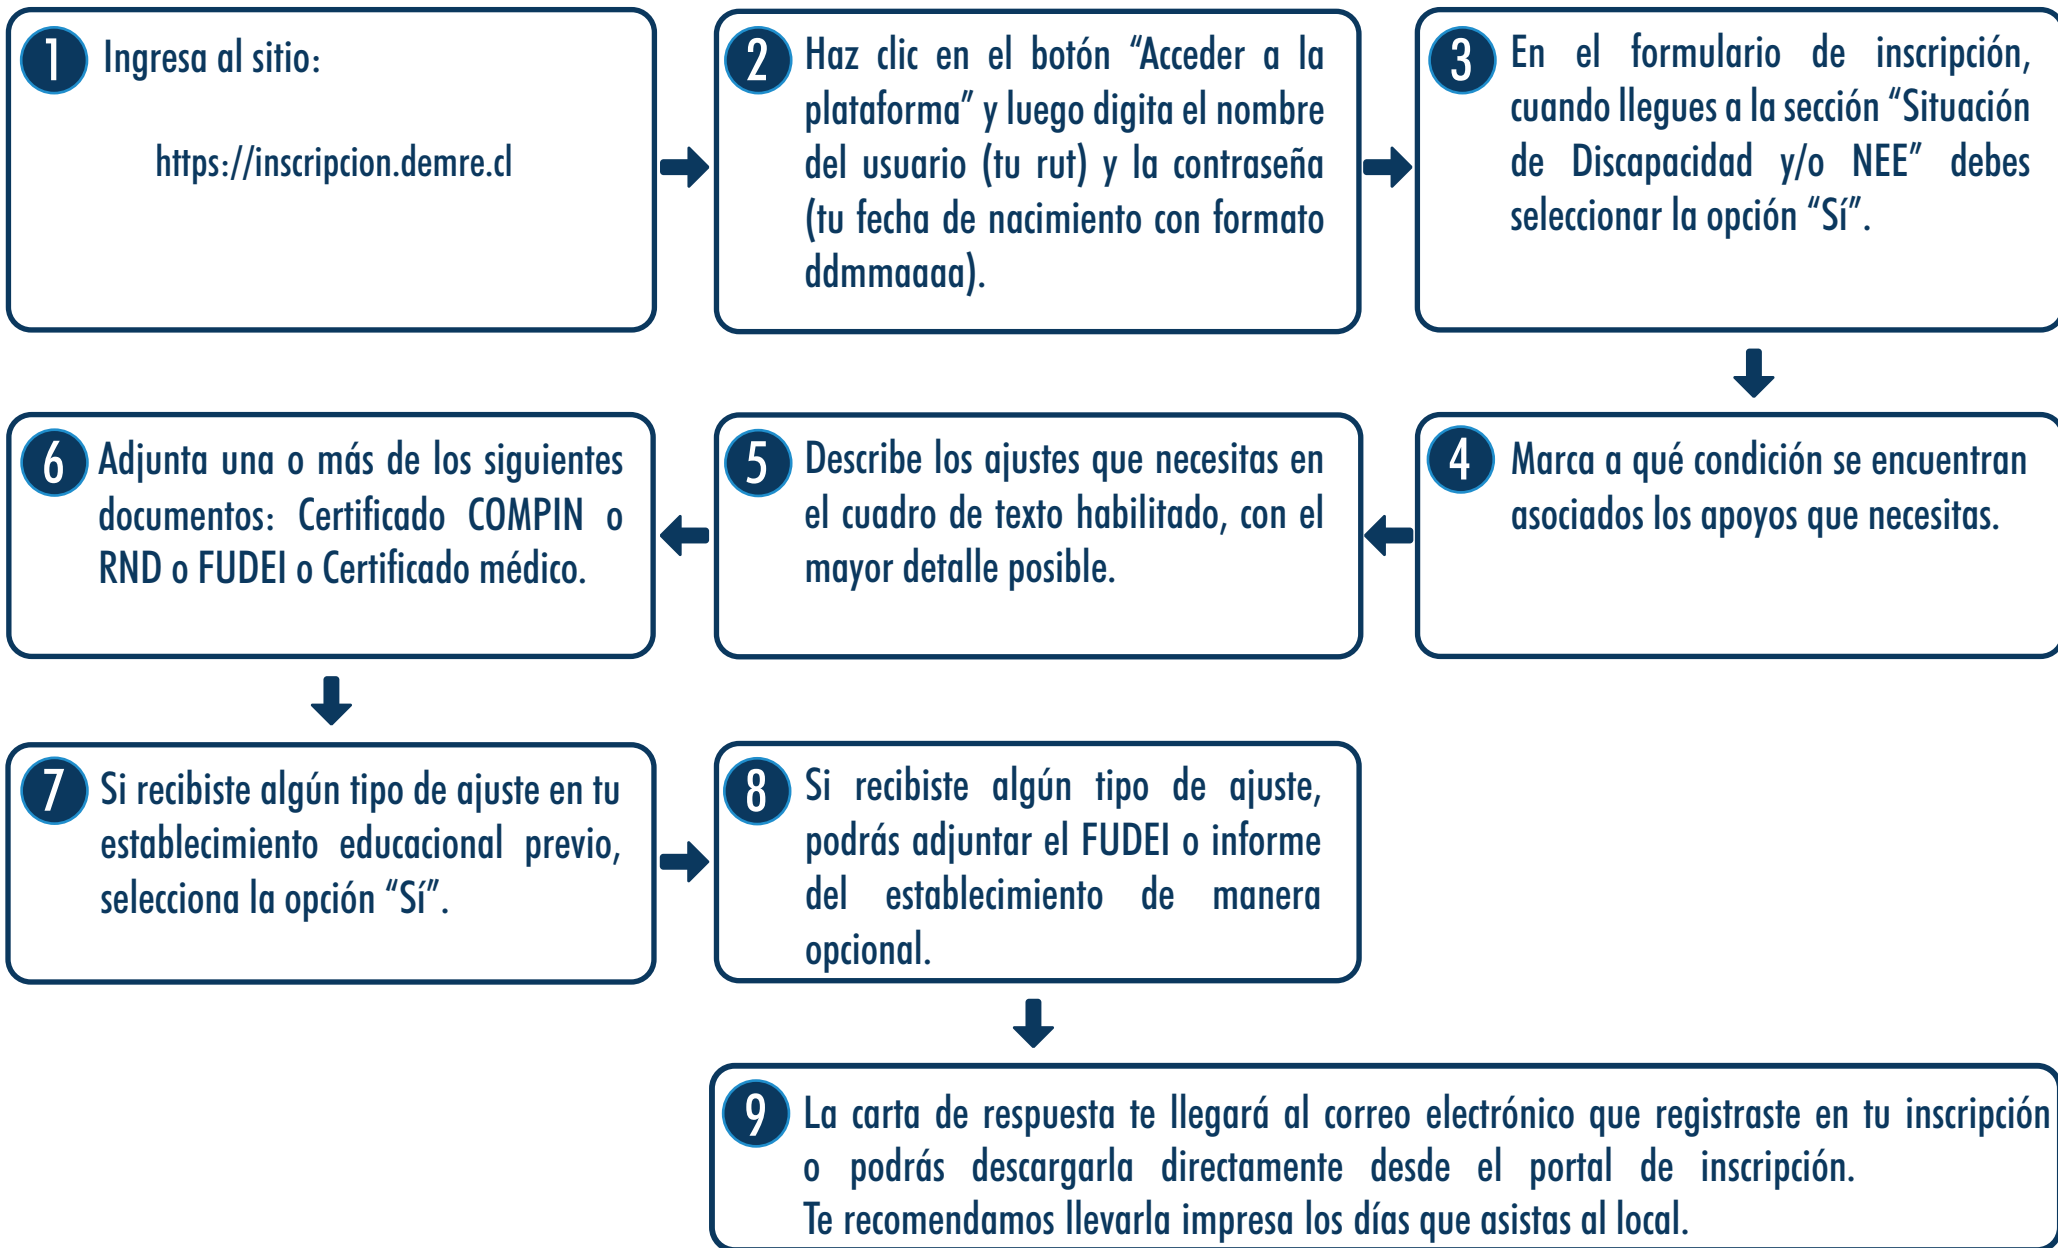 1 Ingresa al sitio:
https://inscripcion.demre.cl
2 Haz clic en el botón “Acceder a la
plataforma” y luego digita el nombre
del usuario (tu rut) y la contraseña
(tu fecha de nacimiento con formato
ddmmaaaa).
3 En el formulario de inscripción,
cuando llegues a la sección “Situación
de Discapacidad y/o NEE” debes
seleccionar la opción “Sí”.
4 Marca a qué condición se encuentran
asociados los apoyos que necesitas.
5 Describe los ajustes que necesitas en
el cuadro de texto habilitado, con el
mayor detalle posible.
6 Adjunta una o más de los siguientes
documentos: Certificado COMPIN o
RND o FUDEI o Certificado médico.
7 Si recibiste algún tipo de ajuste en tu
establecimiento educacional previo,
selecciona la opción “Sí”.
8 Si recibiste algún tipo de ajuste,
podrás adjuntar el FUDEI o informe
del establecimiento de manera
opcional.
9 La carta de respuesta te llegará al correo electrónico que registraste en tu inscripción
o podrás descargarla directamente desde el portal de inscripción.
Te recomendamos llevarla impresa los días que asistas al local.